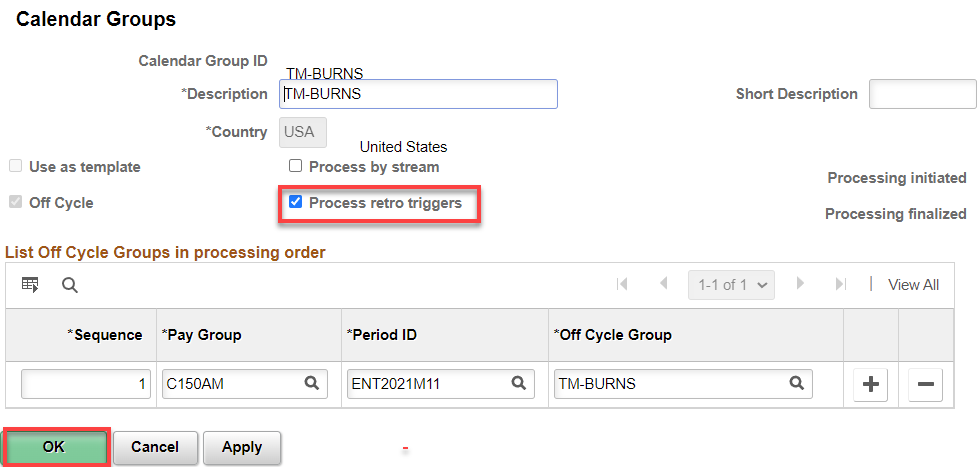 Calendar Groups
Calendar Group ID TM-BURNS
*Description TM-BURNS Short Description
*Country USA United States
Use as template Process by stream Processing initiated
Off Cycle Process retro triggers Processing finalized
List Off Cycle Groups in processing order
1-1 of 1 | View All
*Sequence *Pay Group *Period ID *Off Cycle Group
1 C150AM ENT2021M11 TM-BURNS
OK Cancel Apply -